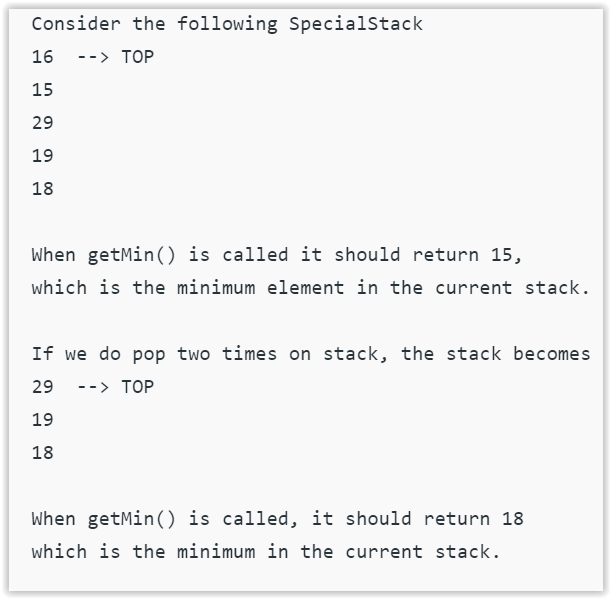 Consider the following SpecialStack
16  --> TOP
15
29
19
18
When getMin() is called it should return 15,
which is the minimum element in the current stack.
If we do pop two times on stack, the stack becomes
29  --> TOP
19
18
When getMin() is called, it should return 18
which is the minimum in the current stack.